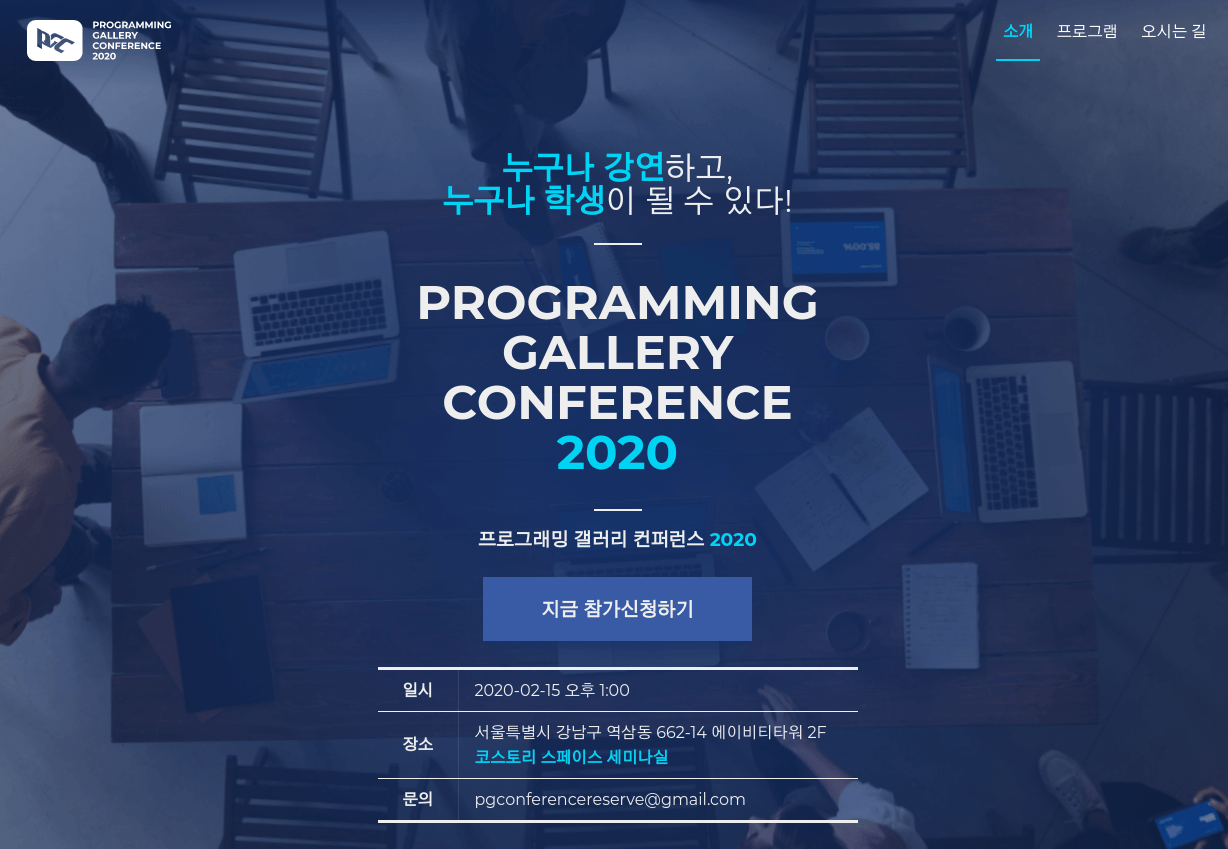 PROGRAMMING
GALLERY
CONFERENCE
2020
소개 프로그램 오시는 길
누구나 강연하고,
누구나 학생이 될 수 있다!
PROGRAMMING
GALLERY
CONFERENCE
2020
프로그래밍 갤러리 컨퍼런스 2020
지금 참가신청하기
일시 2020-02-15 오후 1:00
장소 서울특별시 강남구 역삼동 662-14 에이비티타워 2F
코스토리 스페이스 세미나실
문의 pgconferencereserve@gmail.com